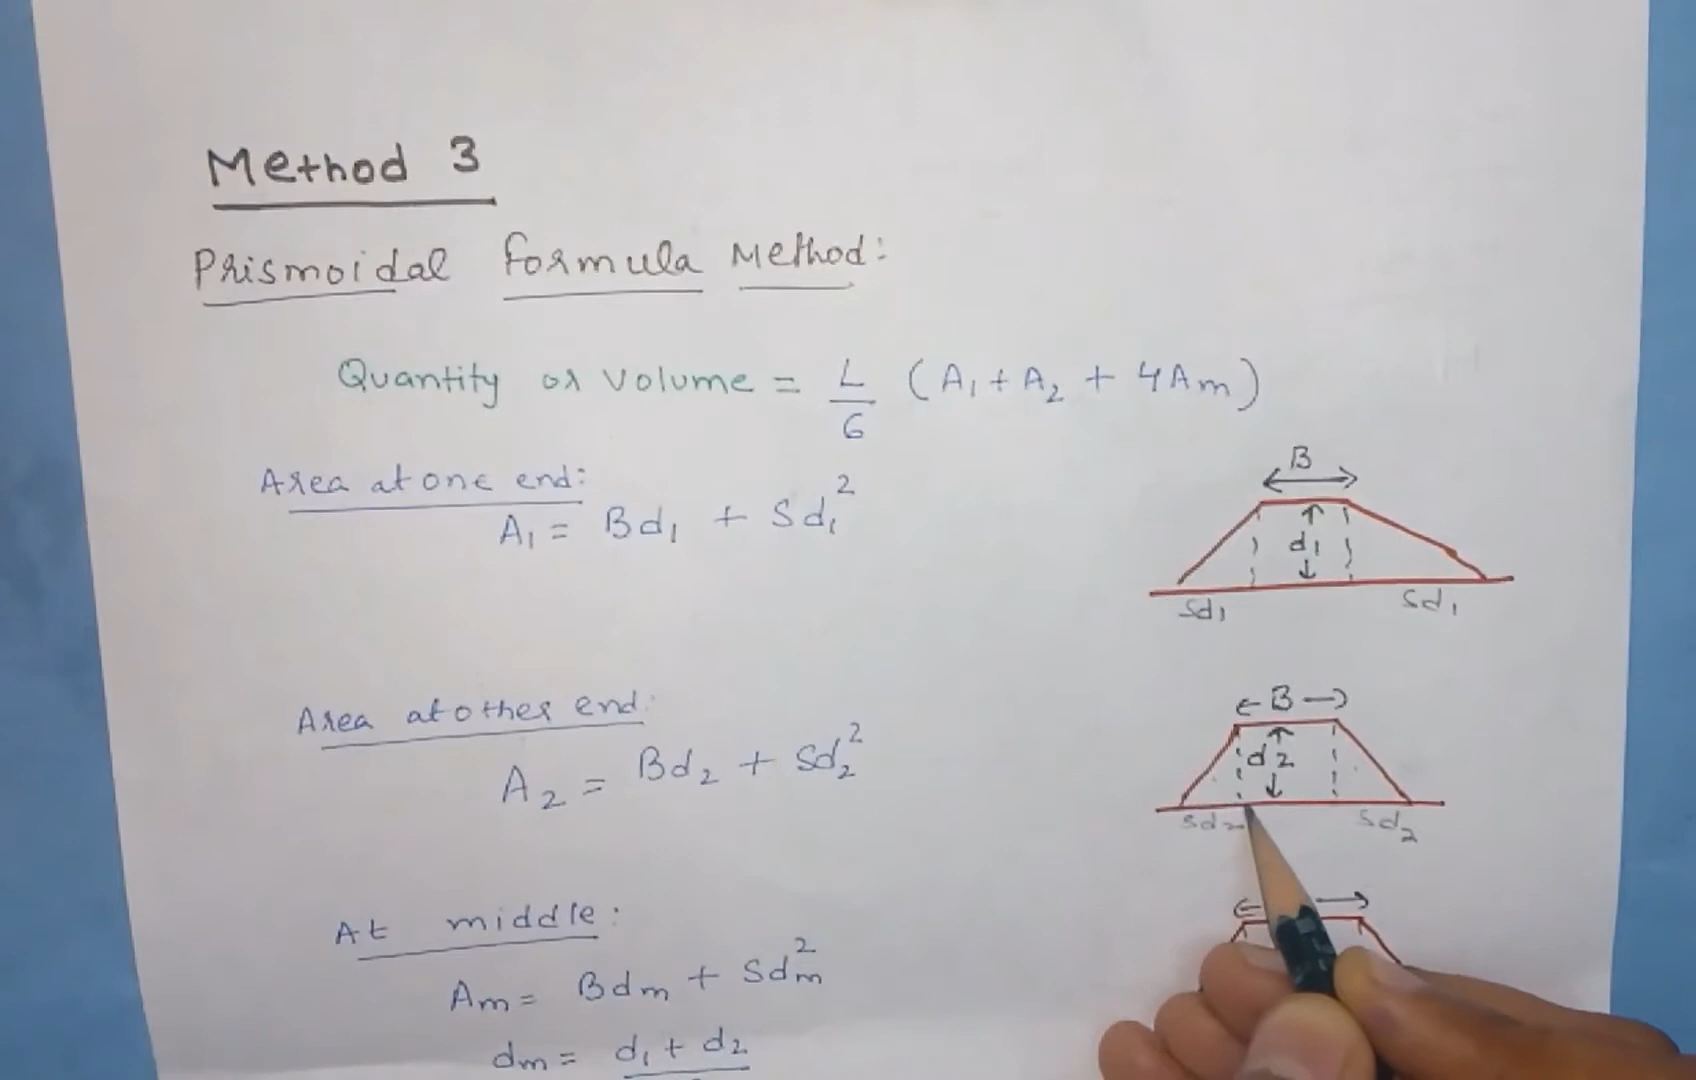 Method 3
Prismoidal Formula Method:
Quantity or Volume = L/6 (A₁ + A₂ + 4Am)
Area at one end:
A₁ = Bd₁ + Sd₁²
B
d₁
Sd₁ Sd₁
Area at other end:
A₂ = Bd₂ + Sd₂²
B
d₂
Sd₂ Sd₂
At middle:
Am = Bdm + Sdm²
dm = d₁ + d₂